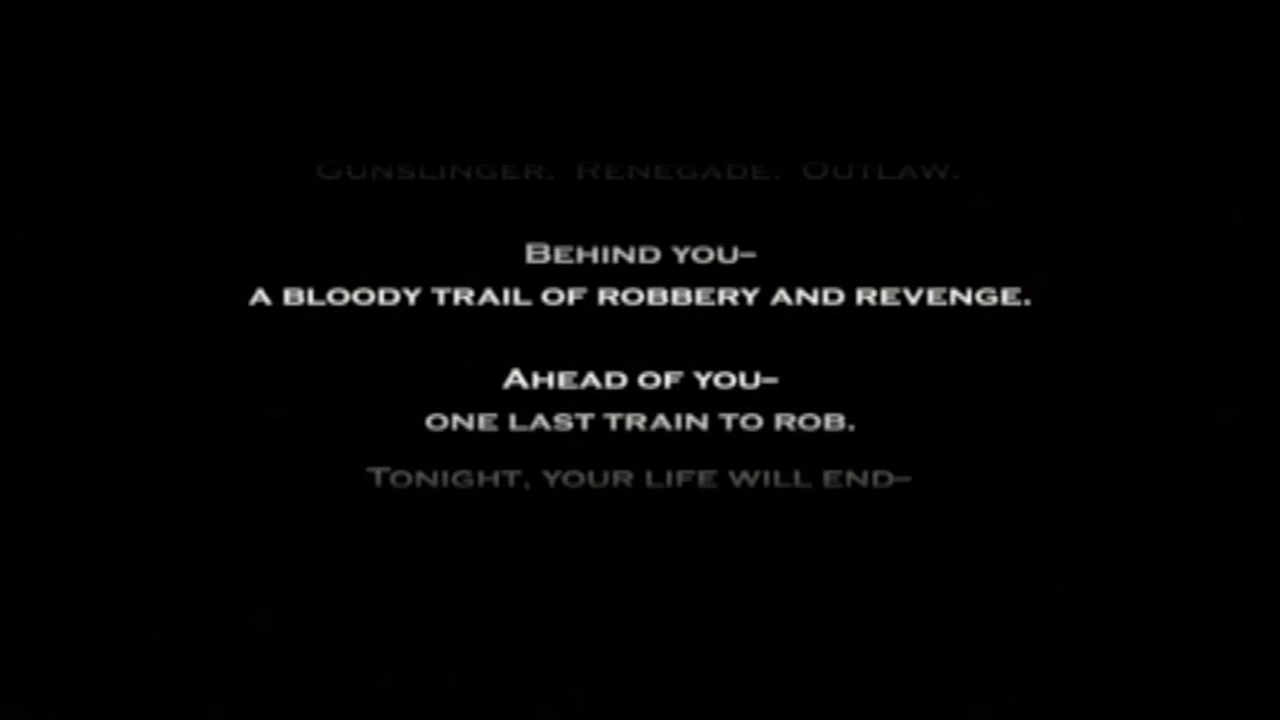 Gunslinger. Renegade. Outlaw.
Behind you–
a bloody trail of robbery and revenge.
Ahead of you–
one last train to rob.
Tonight, your life will end–